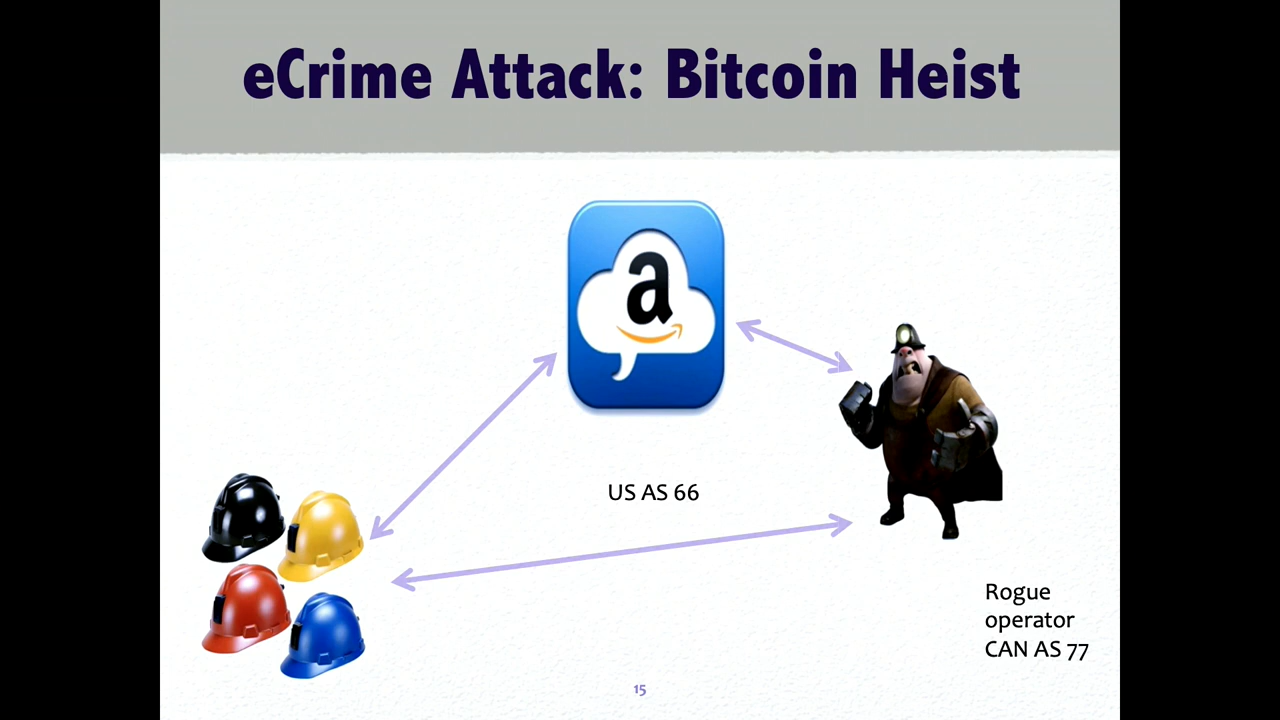 eCrime Attack: Bitcoin Heist
a
US AS 66
Rogue
operator
CAN AS 77
15